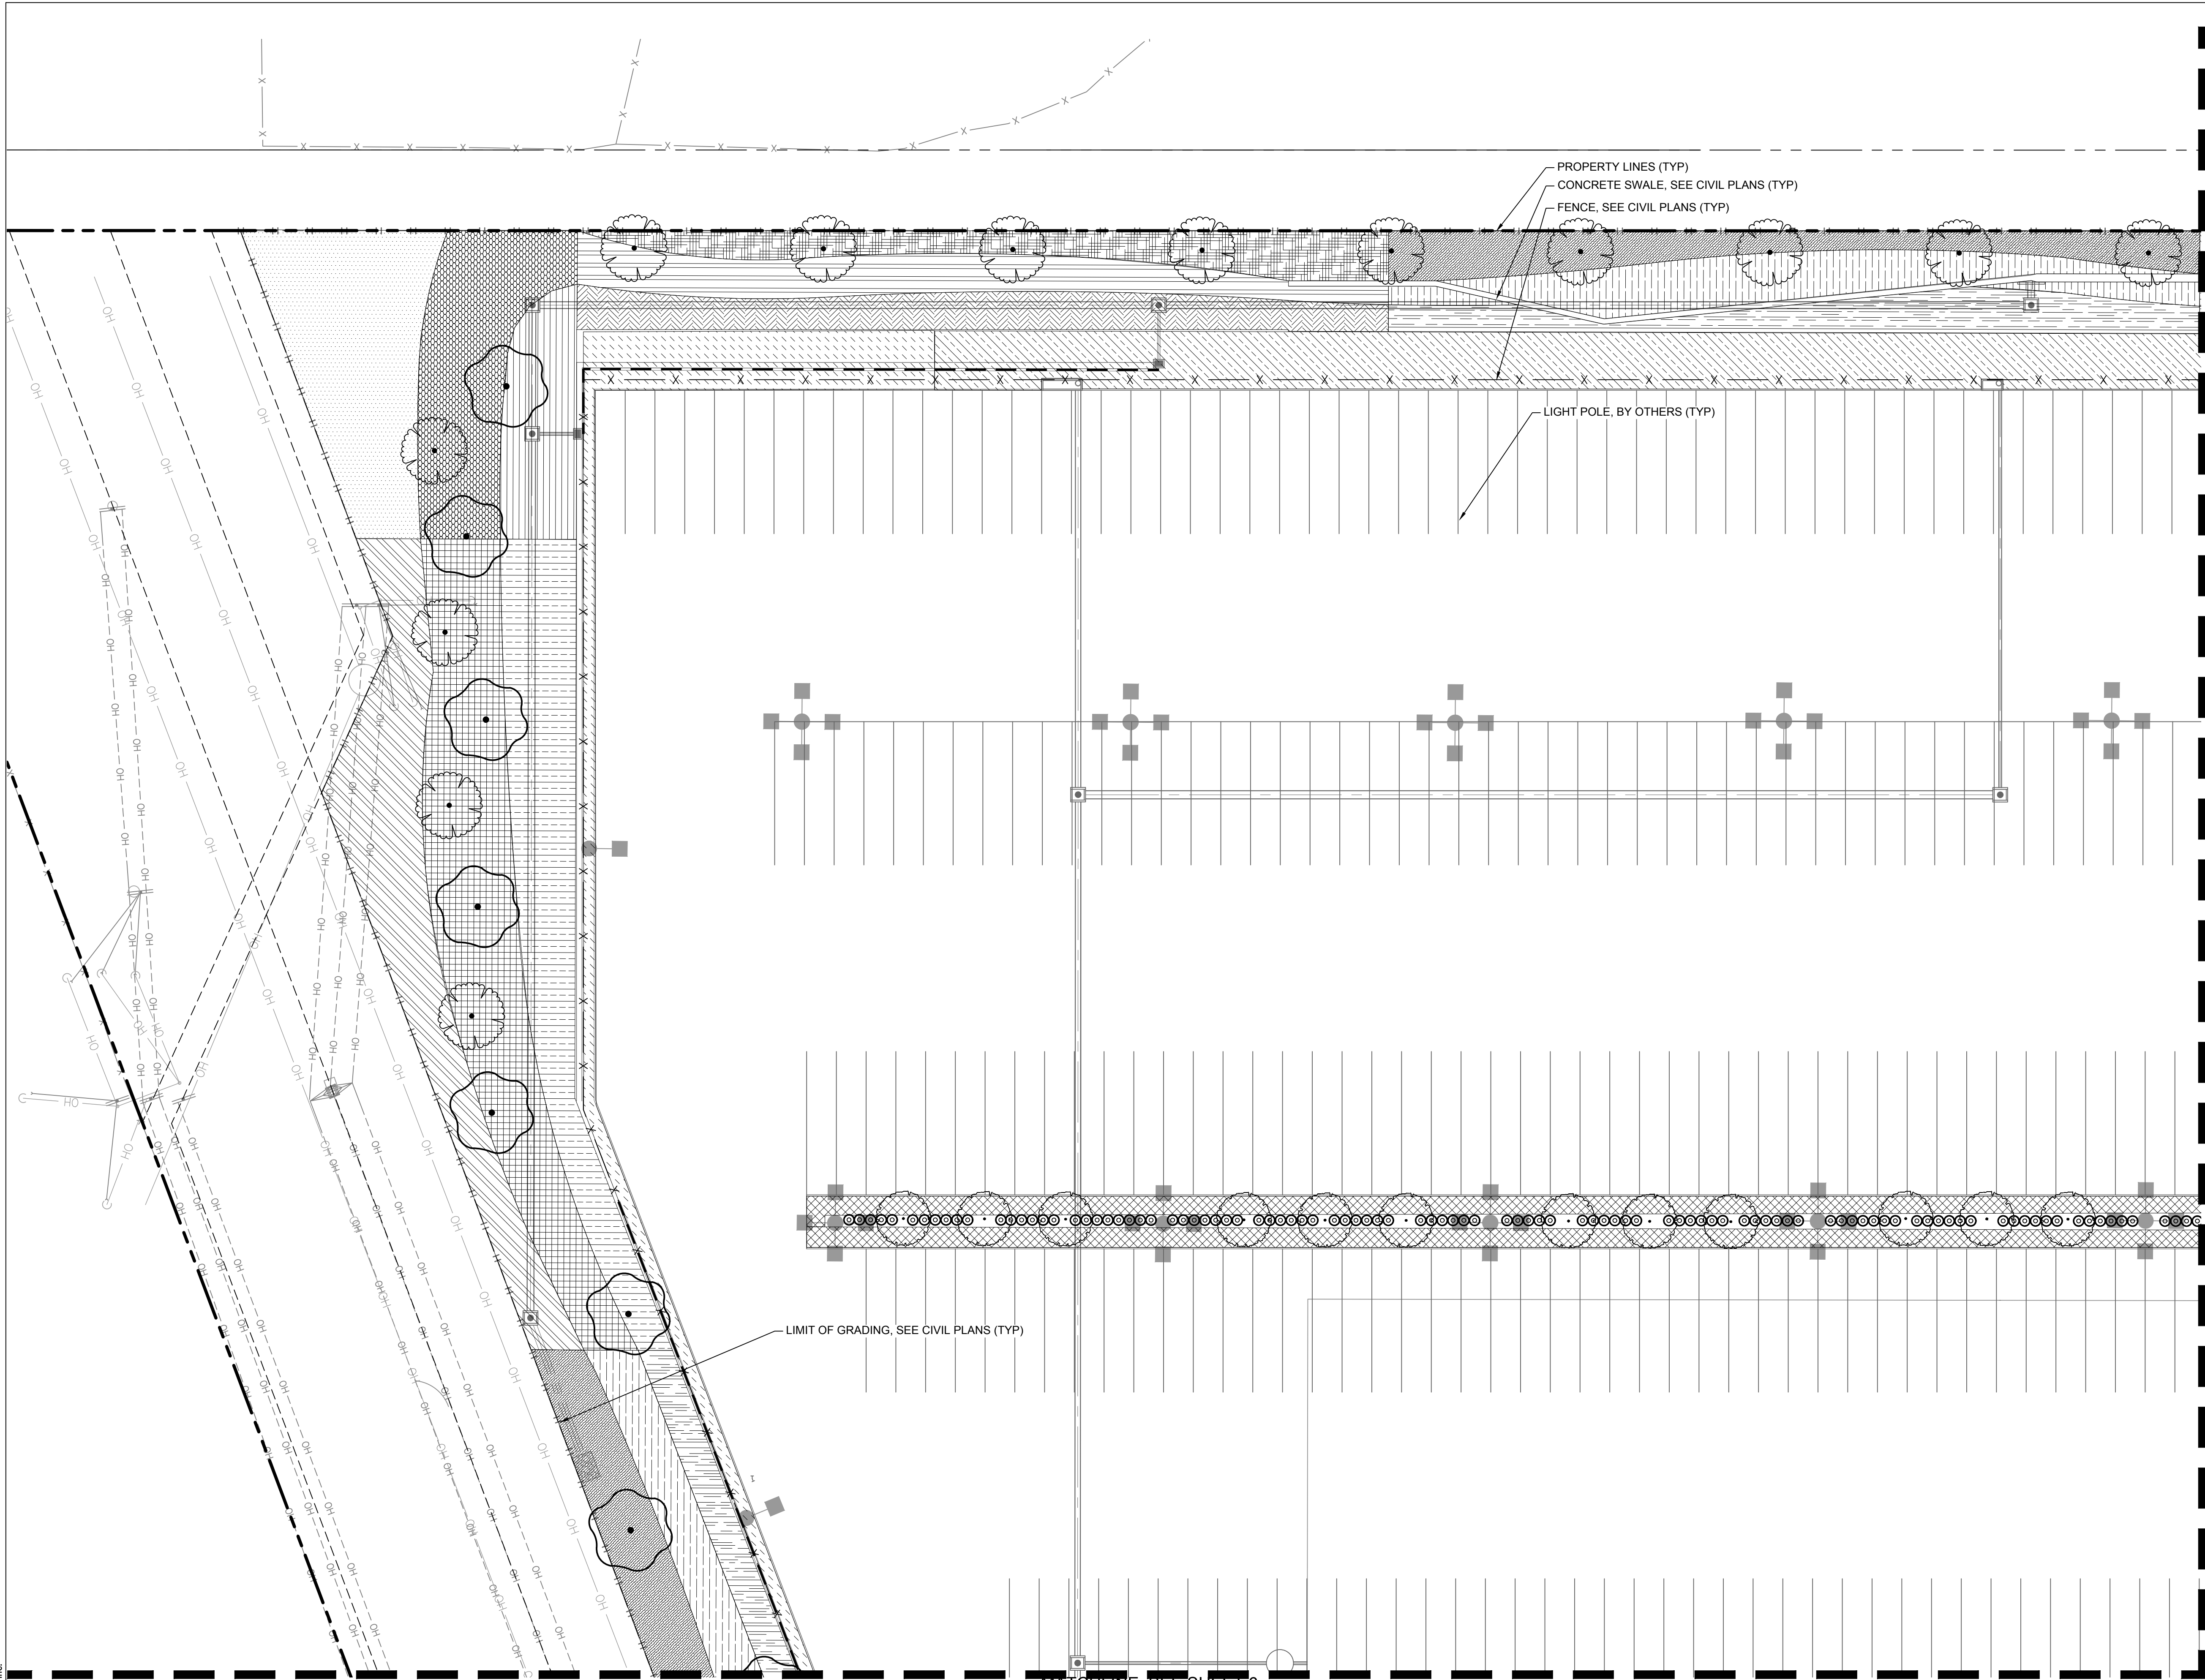 PROPERTY LINES (TYP)
CONCRETE SWALE, SEE CIVIL PLANS (TYP)
FENCE, SEE CIVIL PLANS (TYP)
LIGHT POLE, BY OTHERS (TYP)
LIMIT OF GRADING, SEE CIVIL PLANS (TYP)